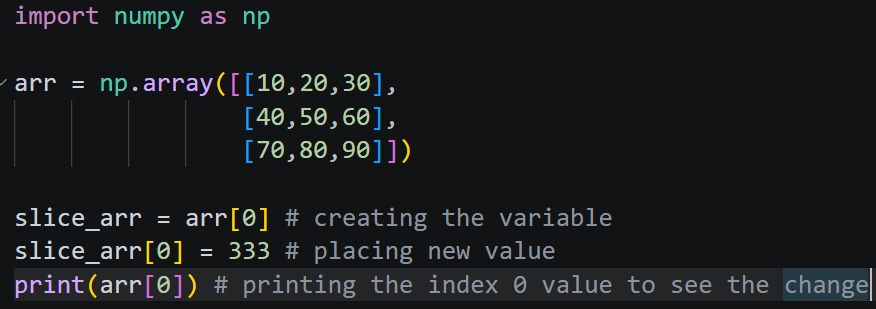 import numpy as np
arr = np.array([[10,20,30],
[40,50,60],
[70,80,90]])
slice_arr = arr[0] # creating the variable
slice_arr[0] = 333 # placing new value
print(arr[0]) # printing the index 0 value to see the change